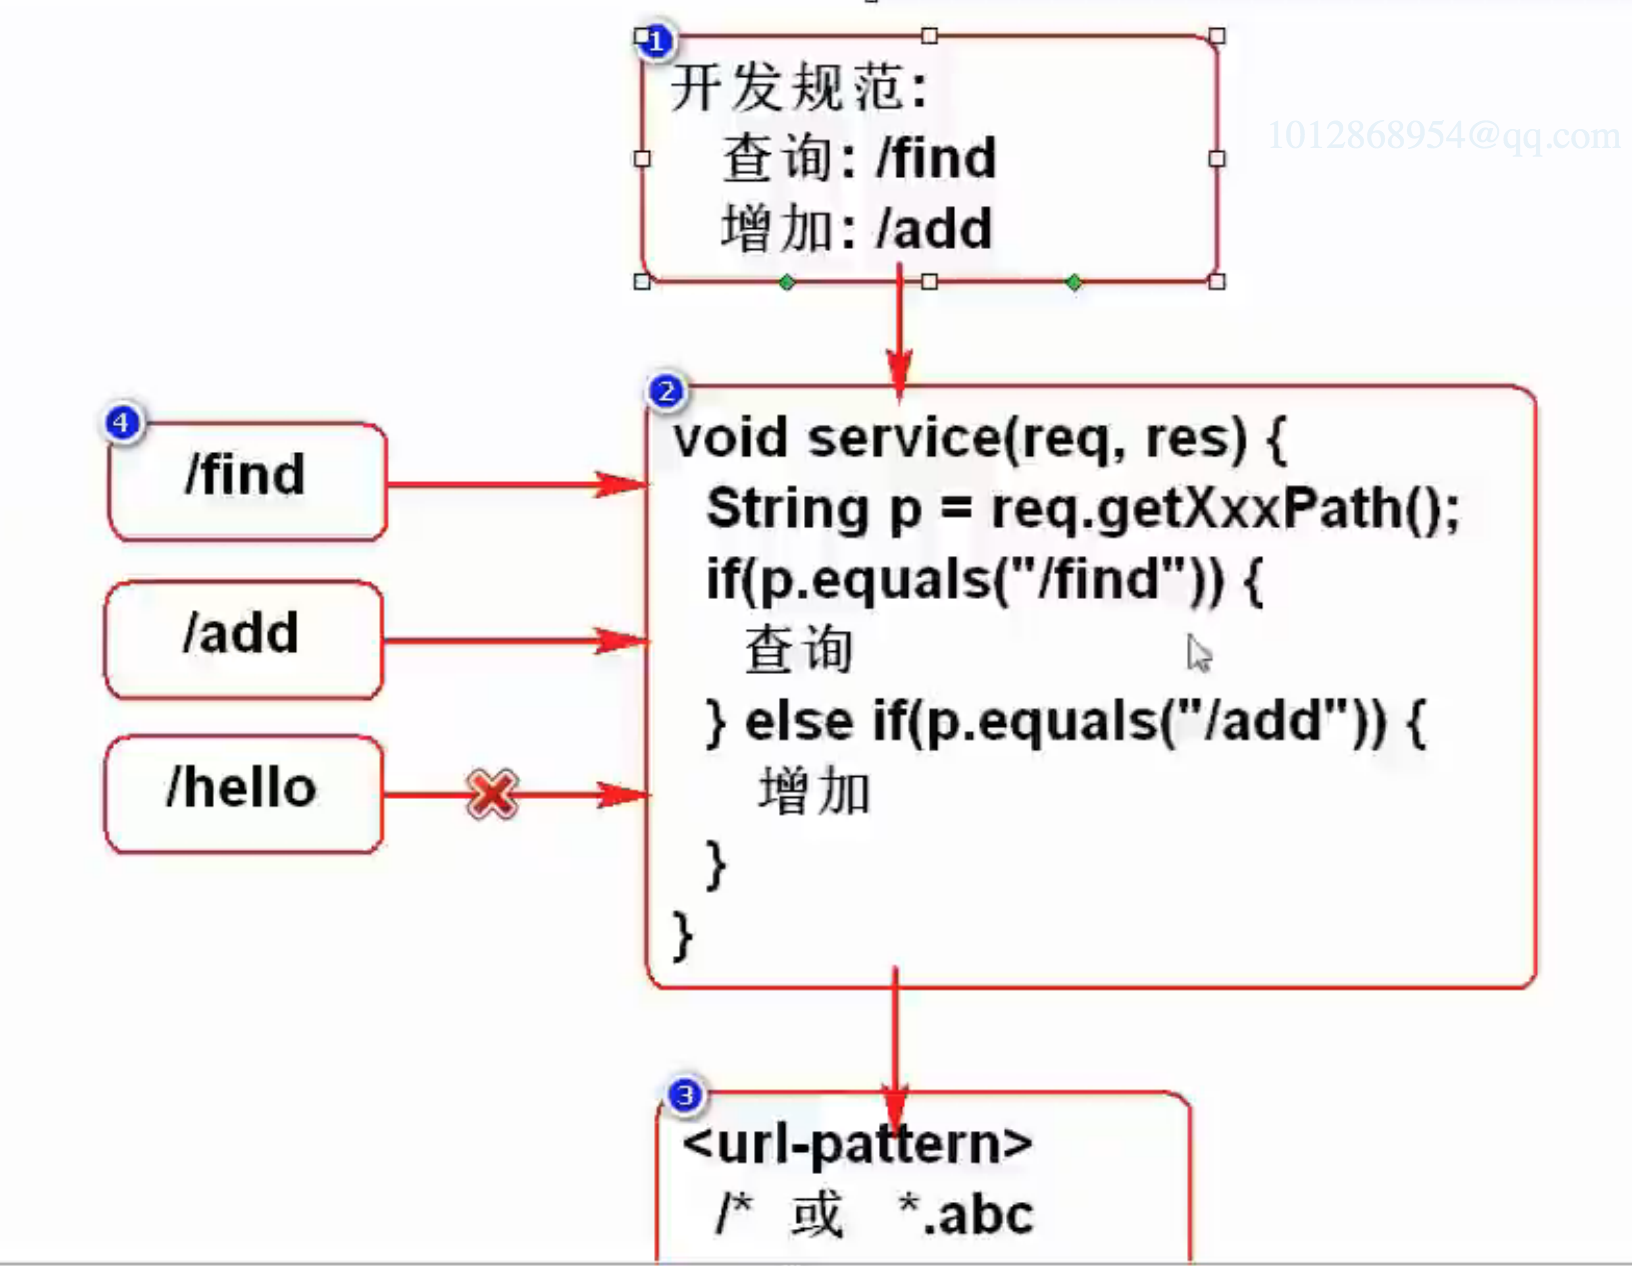 1
开发规范:
查询: /find
增加: /add
1012868954@qq.com
2
void service(req, res) {
String p = req.getXxxPath();
if(p.equals("/find")) {
查询
} else if(p.equals("/add")) {
增加
}
}
4
/find
/add
/hello
3
<url-pattern>
/* 或 *.abc